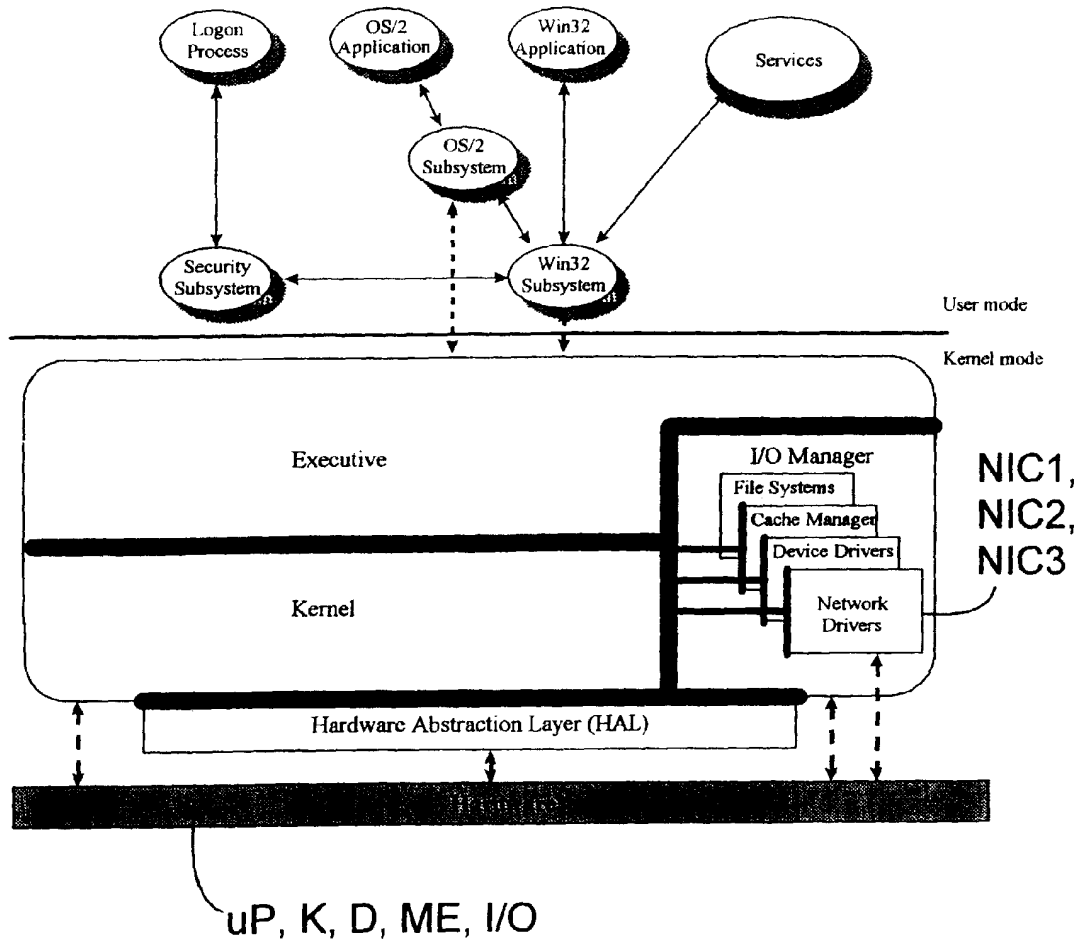 Logon
Process
OS/2
Application
Win32
Application
Services
OS/2
Subsystem
Security
Subsystem
Win32
Subsystem
User mode
Kernel mode
Executive
I/O Manager
File Systems
Cache Manager
Device Drivers
Network
Drivers
NIC1,
NIC2,
NIC3
Kernel
Hardware Abstraction Layer (HAL)
uP, K, D, ME, I/O